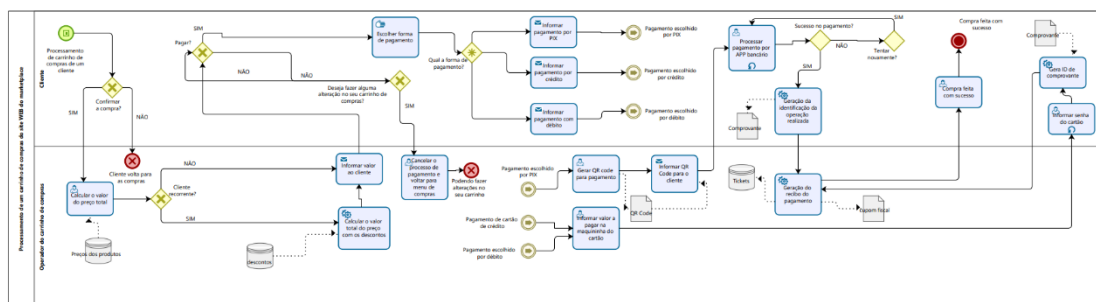 Processamento de um carrinho de compras do site WEB do marketplace
Cliente
Processamento
de carrinho de
compras de um
cliente
Confirmar
a compra?
SIM
NÃO
Cliente volta para
as compras
Pagar?
SIM
NÃO
NÃO
Escolher forma
de pagamento
Deseja fazer alguma
alteração no seu carrinho de
compras?
SIM
Qual a forma de
pagamento?
Informar
pagamento por
PIX
Informar
pagamento por
crédito
Informar
pagamento com
débito
Pagamento escolhido
por PIX
Pagamento escolhido
por crédito
Pagamento escolhido
por débito
Processar
pagamento por
APP bancário
Sucesso no pagamento?
SIM
NÃO
SIM
Tentar
novamente?
Geração da
identificação da
operação
realizada
Comprovante
Compra feita com
sucesso
Compra feita
com sucesso
Comprovante
Gera ID de
comprovante
Informar senha
do cartão
Operador do carrinho de compras
Calcular o valor
do preço total
Preços dos produtos
Cliente
recorrente?
NÃO
SIM
Informar valor
ao cliente
Calcular o valor
total do preço
com os descontos
descontos
Cancelar o
processo de
pagamento e
voltar para
menu de
compras
Podendo fazer
alterações no
seu carrinho
Pagamento escolhido
por PIX
Gerar QR code
para pagamento
Informar QR
Code para o
cliente
QR Code
Pagamento de cartão
de crédito
Pagamento escolhido
por débito
Informar valor a
pagar na
maquininha do
cartão
Tickets
Geração do
recibo do
pagamento
Cupom fiscal